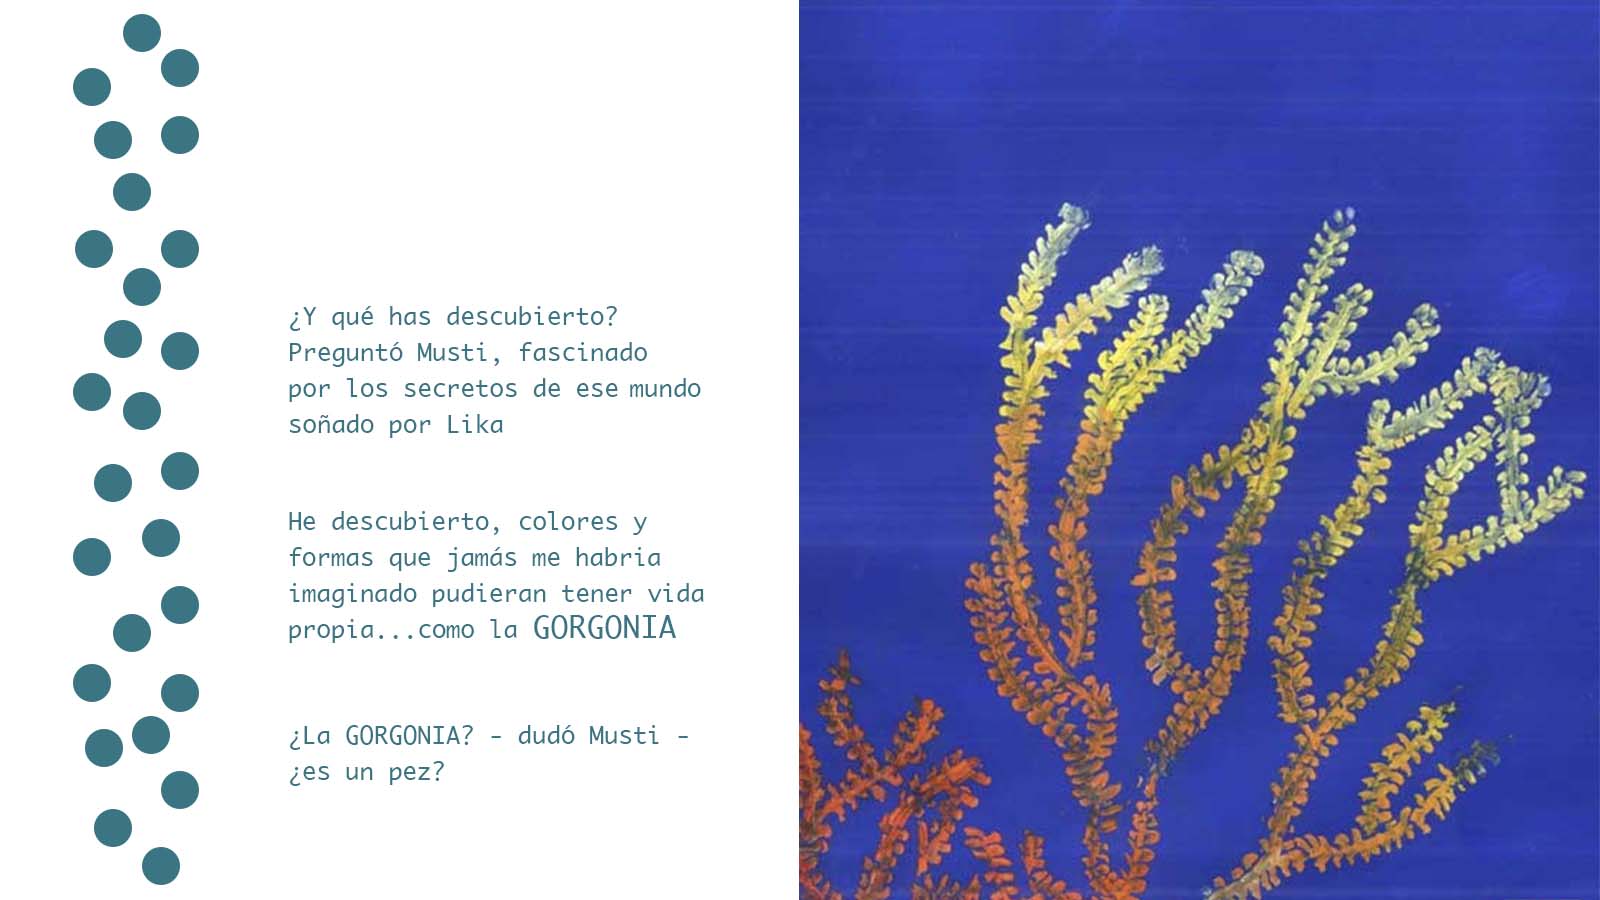 ¿Y qué has descubierto?
Preguntó Musti, fascinado
por los secretos de ese mundo
soñado por Lika
He descubierto, colores y
formas que jamás me habria
imaginado pudieran tener vida
propia...como la GORGONIA
¿La GORGONIA? - dudó Musti -
¿es un pez?